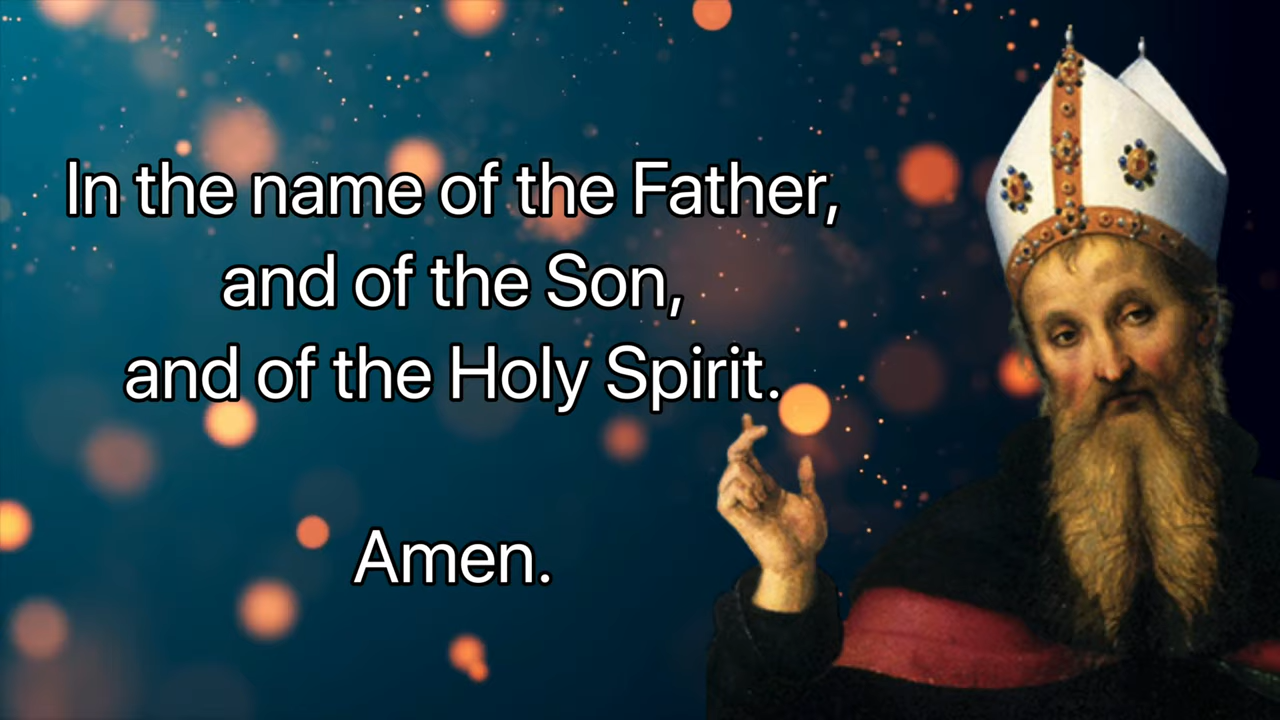 In the name of the Father,
and of the Son,
and of the Holy Spirit.
Amen.